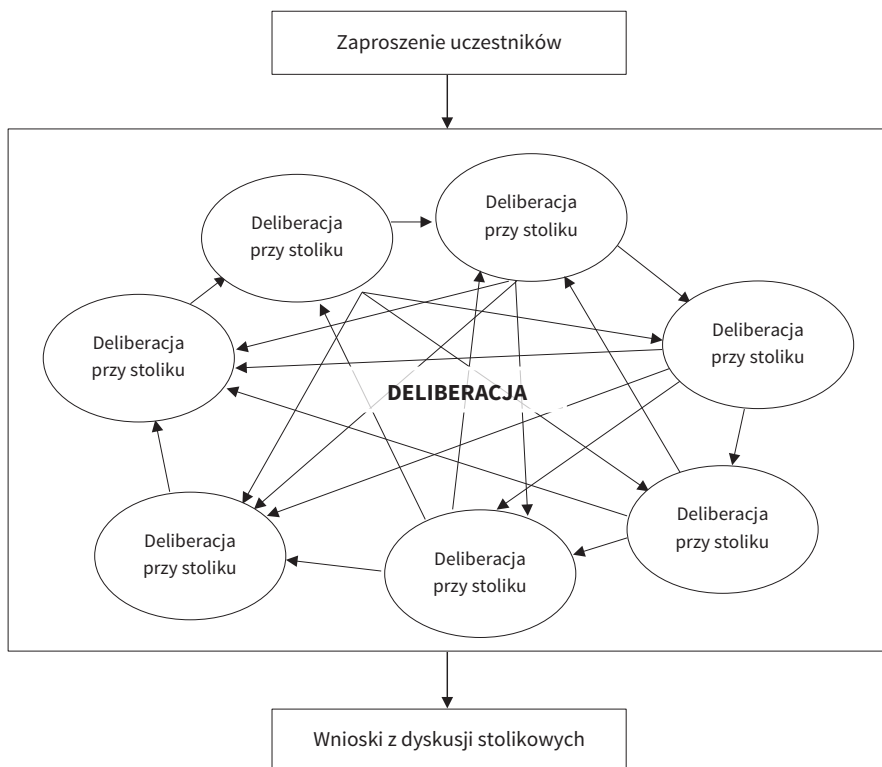 Zaproszenie uczestników
Deliberacja
przy stoliku
Deliberacja
przy stoliku
Deliberacja
przy stoliku
Deliberacja
przy stoliku
DELIBERACJA
Deliberacja
przy stoliku
Deliberacja
przy stoliku
Deliberacja
przy stoliku
Wnioski z dyskusji stolikowych